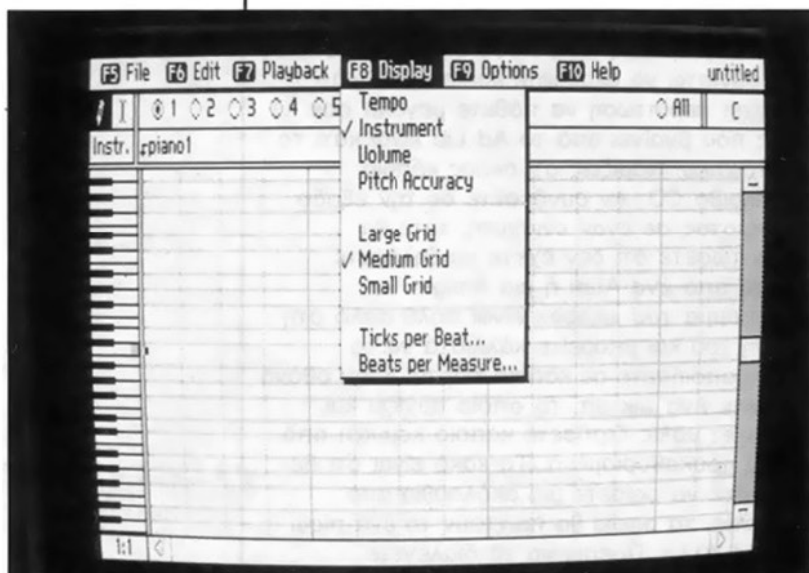 F5 File F6 Edit F7 Playback F8 Display F9 Options F10 Help untitled
1 2 3 4 5 All C
Instr. piano1
Tempo
√ Instrument
Volume
Pitch Accuracy
Large Grid
√ Medium Grid
Small Grid
Ticks per Beat...
Beats per Measure...
1:1